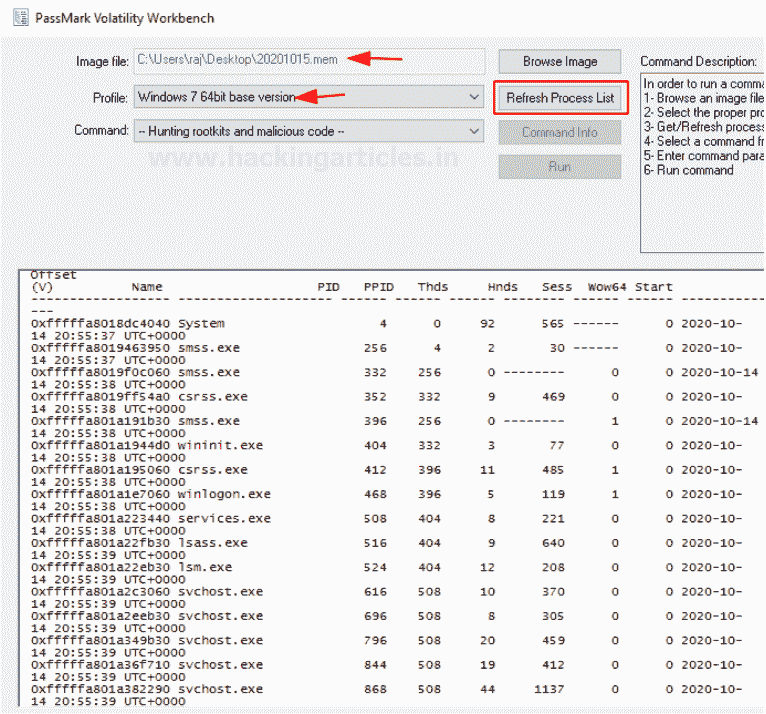 PassMark Volatility Workbench
Image file: C:\Users\raj\Desktop\20201015.mem Browse Image Command Description:
Profile: Windows 7 64bit base version Refresh Process List
Command: -- Hunting rootkits and malicious code -- Command Info
Run
www.hackingarticles.in
In order to run a comma
1- Browse an image file
2- Select the proper pro
3- Get/Refresh process
4- Select a command fr
5- Enter command para
6- Run command
Offset
(V) Name PID PPID Thds Hnds Sess Wow64 Start
------------------ -------------------- ------ ------ ------ -------- ------ ------ -----------
---
0xfffffa8018dc4040 System 4 0 92 565 ------ 0 2020-10-
14 20:55:37 UTC+0000
0xfffffa8019463950 smss.exe 256 4 2 30 ------ 0 2020-10-
14 20:55:37 UTC+0000
0xfffffa8019f0c060 smss.exe 332 256 0 -------- 0 0 2020-10-14
14 20:55:38 UTC+0000
0xfffffa8019ff54a0 csrss.exe 352 332 9 469 0 0 2020-10-
14 20:55:38 UTC+0000
0xfffffa801a191b30 smss.exe 396 256 0 -------- 1 0 2020-10-14
14 20:55:38 UTC+0000
0xfffffa801a1944d0 wininit.exe 404 332 3 77 0 0 2020-10-
14 20:55:38 UTC+0000
0xfffffa801a195060 csrss.exe 412 396 11 485 1 0 2020-10-
14 20:55:38 UTC+0000
0xfffffa801a1e7060 winlogon.exe 468 396 5 119 1 0 2020-10-
14 20:55:38 UTC+0000
0xfffffa801a223440 services.exe 508 404 8 221 0 0 2020-10-
14 20:55:39 UTC+0000
0xfffffa801a22fb30 lsass.exe 516 404 9 640 0 0 2020-10-
14 20:55:39 UTC+0000
0xfffffa801a22eb30 lsm.exe 524 404 12 208 0 0 2020-10-
14 20:55:39 UTC+0000
0xfffffa801a2c3060 svchost.exe 616 508 10 370 0 0 2020-10-
14 20:55:39 UTC+0000
0xfffffa801a2eeb30 svchost.exe 696 508 8 305 0 0 2020-10-
14 20:55:39 UTC+0000
0xfffffa801a349b30 svchost.exe 796 508 20 459 0 0 2020-10-
14 20:55:39 UTC+0000
0xfffffa801a36f710 svchost.exe 844 508 19 412 0 0 2020-10-
14 20:55:39 UTC+0000
0xfffffa801a382290 svchost.exe 868 508 44 1137 0 0 2020-10-
14 20:55:39 UTC+0000